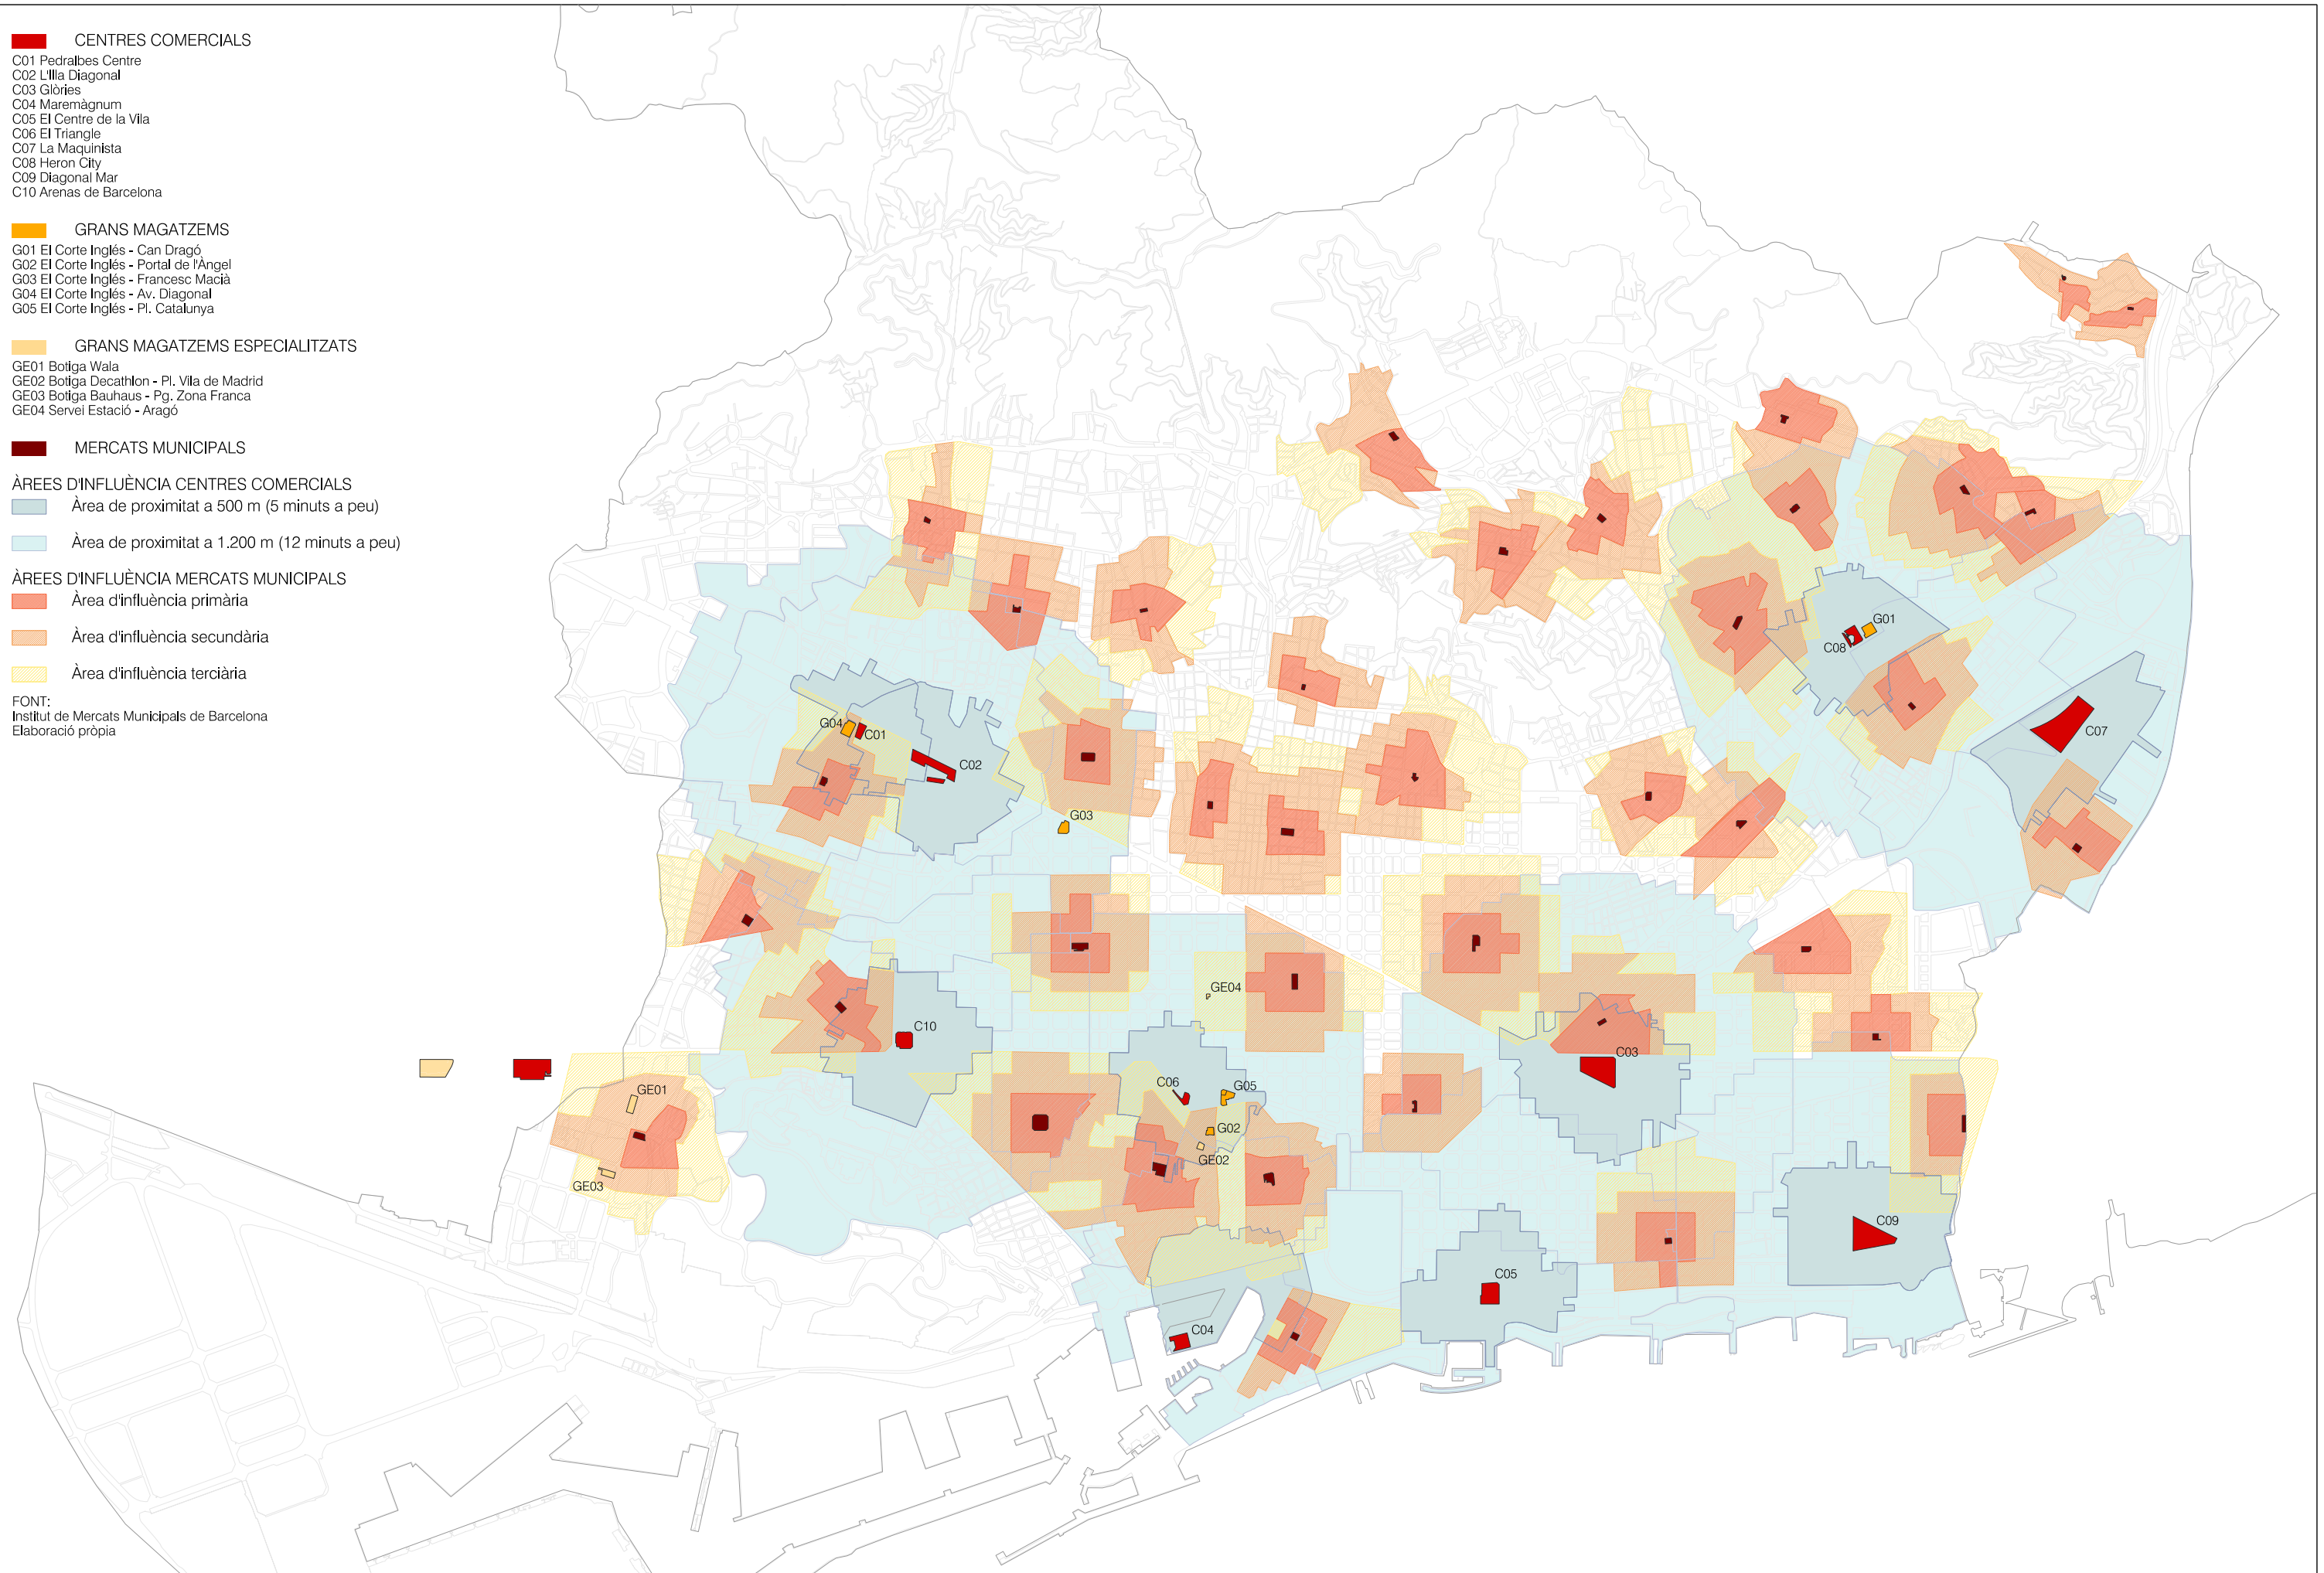 CENTRES COMERCIALS
C01 Pedralbes Centre
C02 L'Illa Diagonal
C03 Glòries
C04 Maremàgnum
C05 El Centre de la Vila
C06 El Triangle
C07 La Maquinista
C08 Heron City
C09 Diagonal Mar
C10 Arenas de Barcelona
GRANS MAGATZEMS
G01 El Corte Inglés - Can Dragó
G02 El Corte Inglés - Portal de l'Àngel
G03 El Corte Inglés - Francesc Macià
G04 El Corte Inglés - Av. Diagonal
G05 El Corte Inglés - Pl. Catalunya
GRANS MAGATZEMS ESPECIALITZATS
GE01 Botiga Wala
GE02 Botiga Decathlon - Pl. Vila de Madrid
GE03 Botiga Bauhaus - Pg. Zona Franca
GE04 Servei Estació - Aragó
MERCATS MUNICIPALS
ÀREES D'INFLUÈNCIA CENTRES COMERCIALS
Àrea de proximitat a 500 m (5 minuts a peu)
Àrea de proximitat a 1.200 m (12 minuts a peu)
ÀREES D'INFLUÈNCIA MERCATS MUNICIPALS
Àrea d'influència primària
Àrea d'influència secundària
Àrea d'influència terciària
FONT:
Institut de Mercats Municipals de Barcelona
Elaboració pròpia
G01
C08
G04
C01
C07
C02
G03
GE04
C10
C03
C06
G05
GE01
G02
GE02
GE03
C09
C05
C04